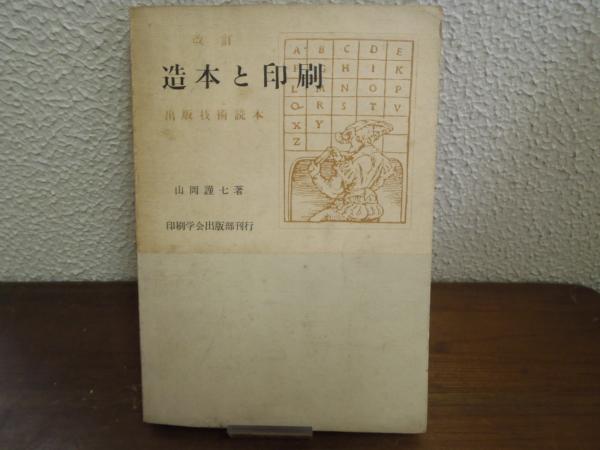 改訂
造本と印刷
出版技術読本
山岡謹七著
印刷学会出版部刊行
A B C D E
F G H I K
L M N O P
Q R S T V
X Y
Z